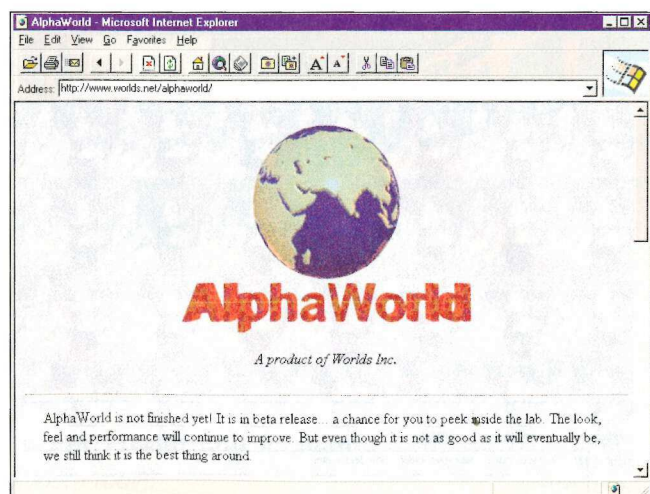 AlphaWorld - Microsoft Internet Explorer
File Edit View Go Favorites Help
Address: http://www.worlds.net/alphaworld/
AlphaWorld
A product of Worlds Inc.
AlphaWorld is not finished yet! It is in beta release... a chance for you to peek inside the lab. The look,
feel and performance will continue to improve. But even though it is not as good as it will eventually be,
we still think it is the best thing around.